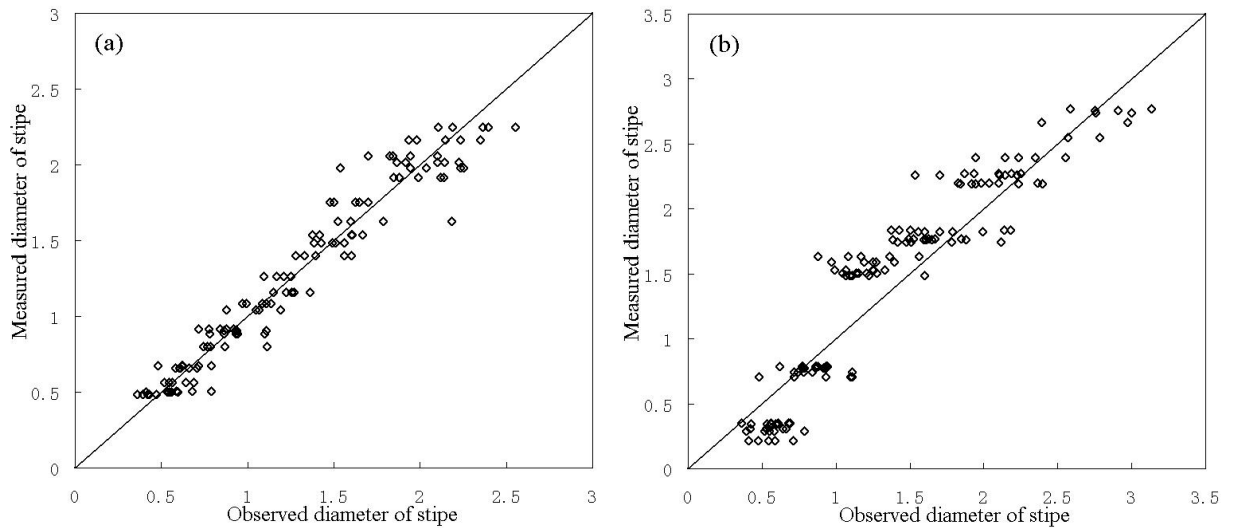 (a)
Measured diameter of stipe
3
2.5
2
1.5
1
0.5
0
0 0.5 1 1.5 2 2.5 3
Observed diameter of stipe
(b)
Measured diameter of stipe
3.5
3
2.5
2
1.5
1
0.5
0
0 0.5 1 1.5 2 2.5 3 3.5
Observed diameter of stipe